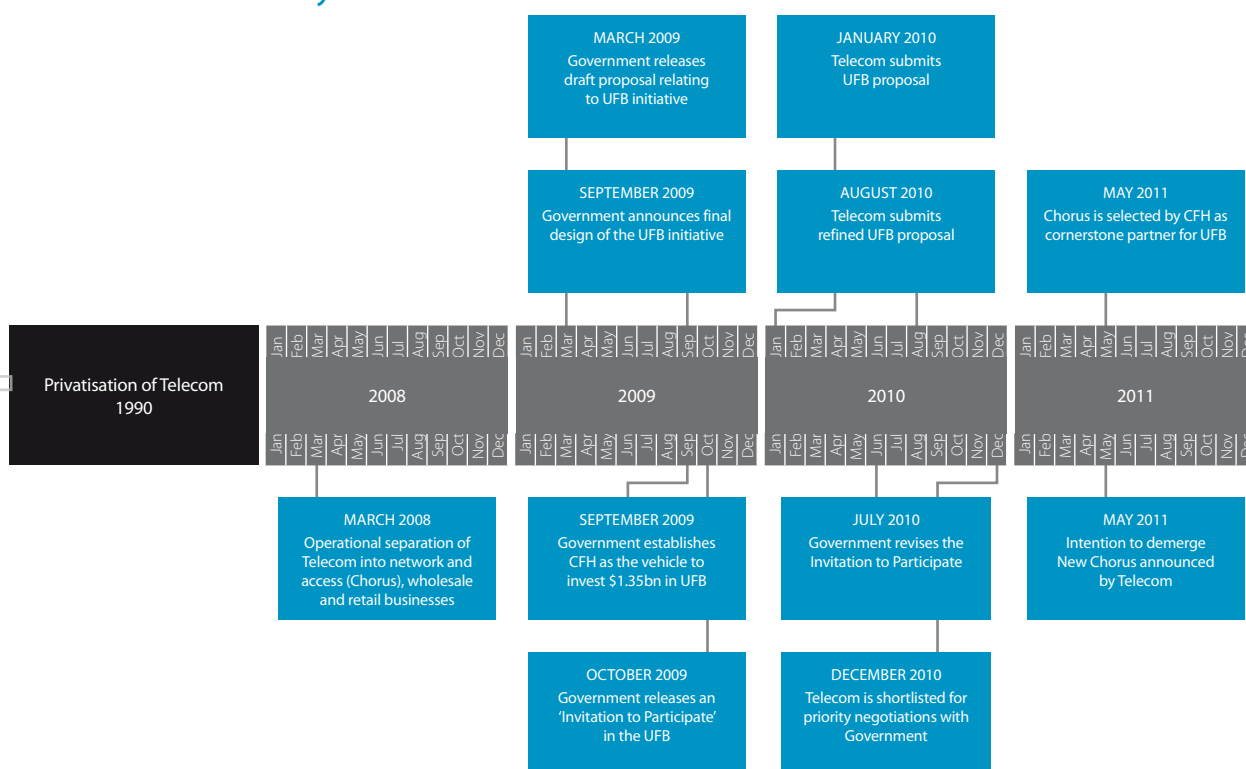 MARCH 2009
Government releases
draft proposal relating
to UFB initiative
JANUARY 2010
Telecom submits
UFB proposal
SEPTEMBER 2009
Government announces final
design of the UFB initiative
AUGUST 2010
Telecom submits
refined UFB proposal
MAY 2011
Chorus is selected by CFH as
cornerstone partner for UFB
Privatisation of Telecom
1990
Jan Feb Mar Apr May Jun Jul Aug Sep Oct Nov Dec
2008
Jan Feb Mar Apr May Jun Jul Aug Sep Oct Nov Dec
Jan Feb Mar Apr May Jun Jul Aug Sep Oct Nov Dec
2009
Jan Feb Mar Apr May Jun Jul Aug Sep Oct Nov Dec
Jan Feb Mar Apr May Jun Jul Aug Sep Oct Nov Dec
2010
Jan Feb Mar Apr May Jun Jul Aug Sep Oct Nov Dec
Jan Feb Mar Apr May Jun Jul Aug Sep Oct Nov Dec
2011
Jan Feb Mar Apr May Jun Jul Aug Sep Oct Nov Dec
MARCH 2008
Operational separation of
Telecom into network and
access (Chorus), wholesale
and retail businesses
SEPTEMBER 2009
Government establishes
CFH as the vehicle to
invest $1.35bn in UFB
JULY 2010
Government revises the
Invitation to Participate
MAY 2011
Intention to demerge
New Chorus announced
by Telecom
OCTOBER 2009
Government releases an
‘Invitation to Participate’
in the UFB
DECEMBER 2010
Telecom is shortlisted for
priority negotiations with
Government